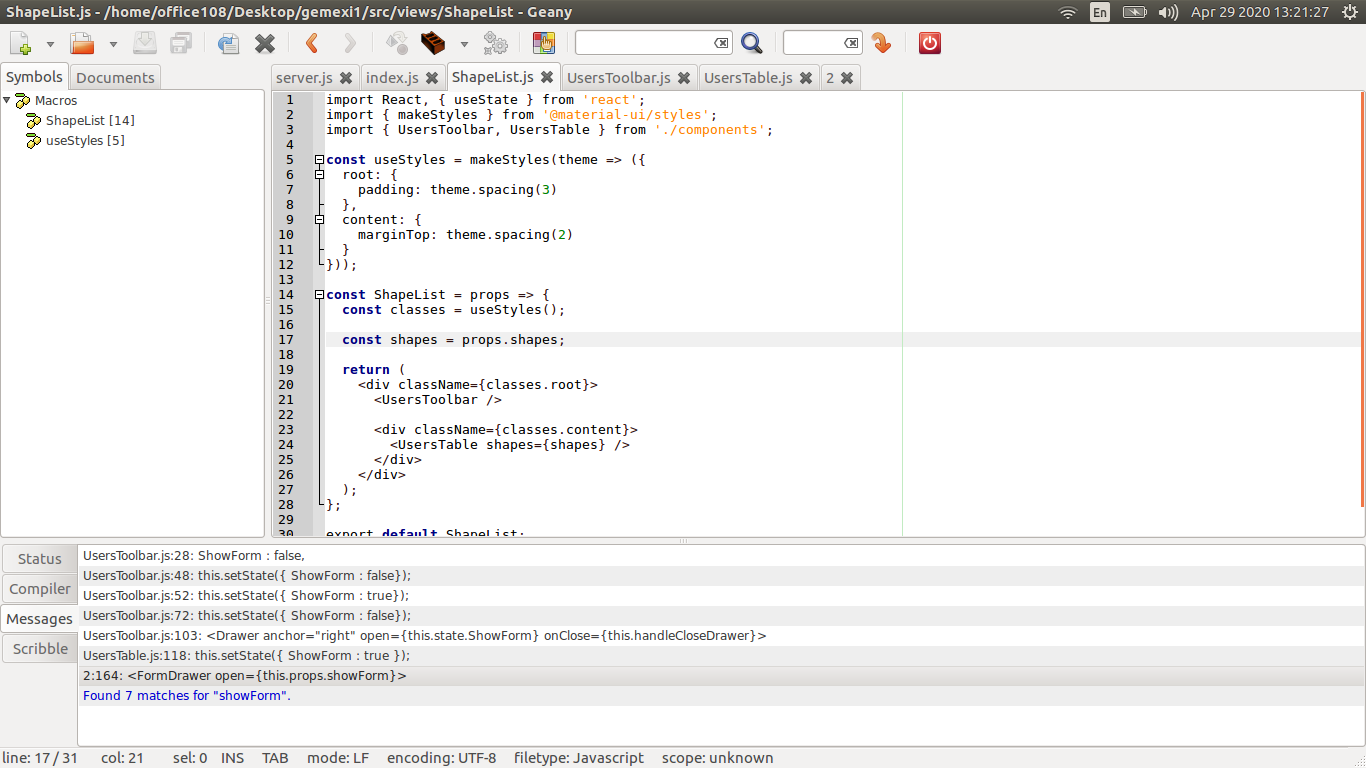 ShapeList.js - /home/office108/Desktop/gemexi1/src/views/ShapeList - Geany
En
Apr 29 2020 13:21:27
Symbols
Documents
server.js
index.js
ShapeList.js
UsersToolbar.js
UsersTable.js
2
Macros
ShapeList [14]
useStyles [5]
1 import React, { useState } from 'react';
2 import { makeStyles } from '@material-ui/styles';
3 import { UsersToolbar, UsersTable } from './components';
4
5 const useStyles = makeStyles(theme => ({
6 root: {
7 padding: theme.spacing(3)
8 },
9 content: {
10 marginTop: theme.spacing(2)
11 }
12 }));
13
14 const ShapeList = props => {
15 const classes = useStyles();
16
17 const shapes = props.shapes;
18
19 return (
20 <div className={classes.root}>
21 <UsersToolbar />
22
23 <div className={classes.content}>
24 <UsersTable shapes={shapes} />
25 </div>
26 </div>
27 );
28 };
29
30 export default ShapeList;
Status
Compiler
Messages
Scribble
UsersToolbar.js:28: ShowForm : false,
UsersToolbar.js:48: this.setState({ ShowForm : false});
UsersToolbar.js:52: this.setState({ ShowForm : true});
UsersToolbar.js:72: this.setState({ ShowForm : false});
UsersToolbar.js:103: <Drawer anchor="right" open={this.state.ShowForm} onClose={this.handleCloseDrawer}>
UsersTable.js:118: this.setState({ ShowForm : true });
2:164: <FormDrawer open={this.props.showForm}>
Found 7 matches for "showForm".
line: 17 / 31 col: 21 sel: 0 INS TAB mode: LF encoding: UTF-8 filetype: Javascript scope: unknown